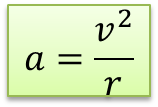 a = v²/r